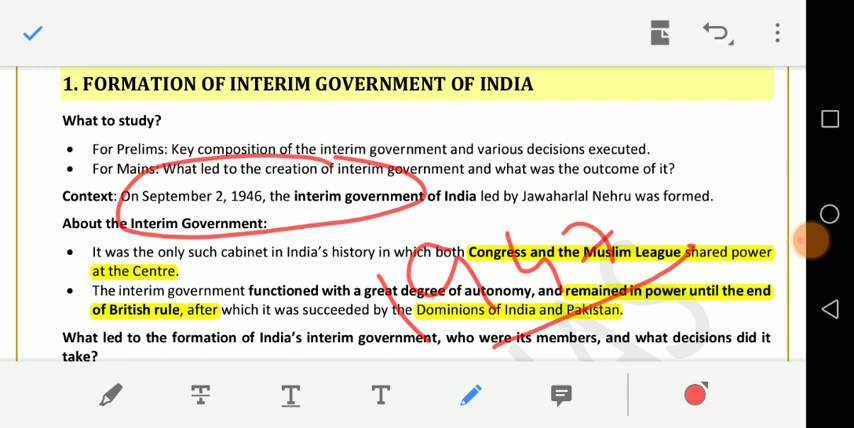 1. FORMATION OF INTERIM GOVERNMENT OF INDIA
What to study?
• For Prelims: Key composition of the interim government and various decisions executed.
• For Mains: What led to the creation of interim government and what was the outcome of it?
Context: On September 2, 1946, the interim government of India led by Jawaharlal Nehru was formed.
About the Interim Government:
• It was the only such cabinet in India's history in which both Congress and the Muslim League shared power
at the Centre.
• The interim government functioned with a great degree of autonomy, and remained in power until the end
of British rule, after which it was succeeded by the Dominions of India and Pakistan.
1947
What led to the formation of India's interim government, who were its members, and what decisions did it
take?
T T T